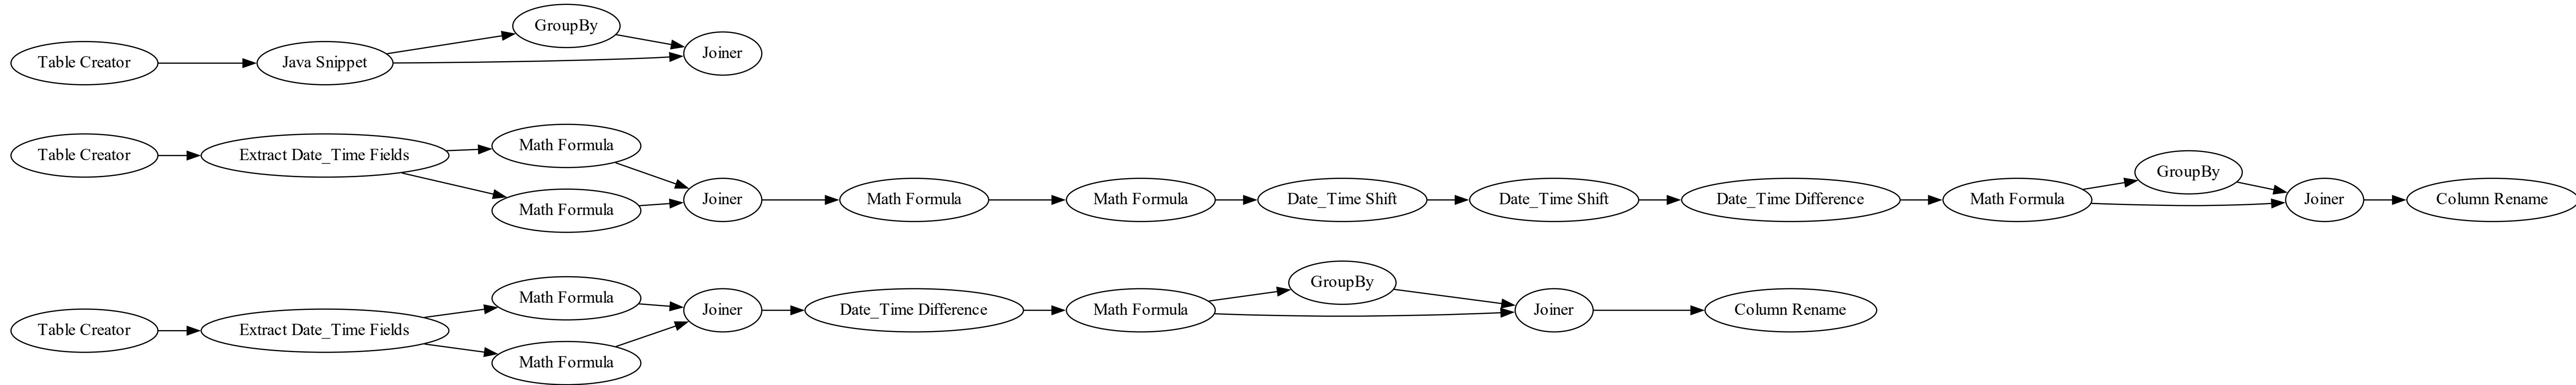 Table Creator
Java Snippet
GroupBy
Joiner
Table Creator
Extract Date_Time Fields
Math Formula
Math Formula
Joiner
Math Formula
Math Formula
Date_Time Shift
Date_Time Shift
Date_Time Difference
Math Formula
GroupBy
Joiner
Column Rename
Table Creator
Extract Date_Time Fields
Math Formula
Math Formula
Joiner
Date_Time Difference
Math Formula
GroupBy
Joiner
Column Rename